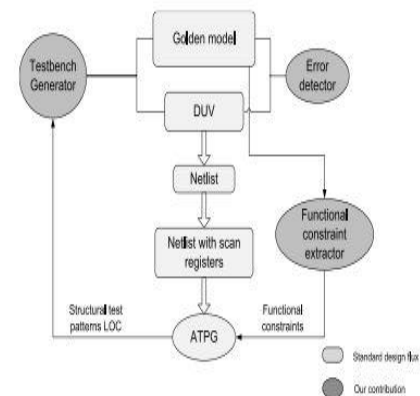 Golden model
Testbench
Generator
Error
detector
DUV
Netlist
Netlist with scan
registers
Functional
constraint
extractor
Structural test
patterns LOC
Functional
constraints
ATPG
Standard design flux
Our contribution